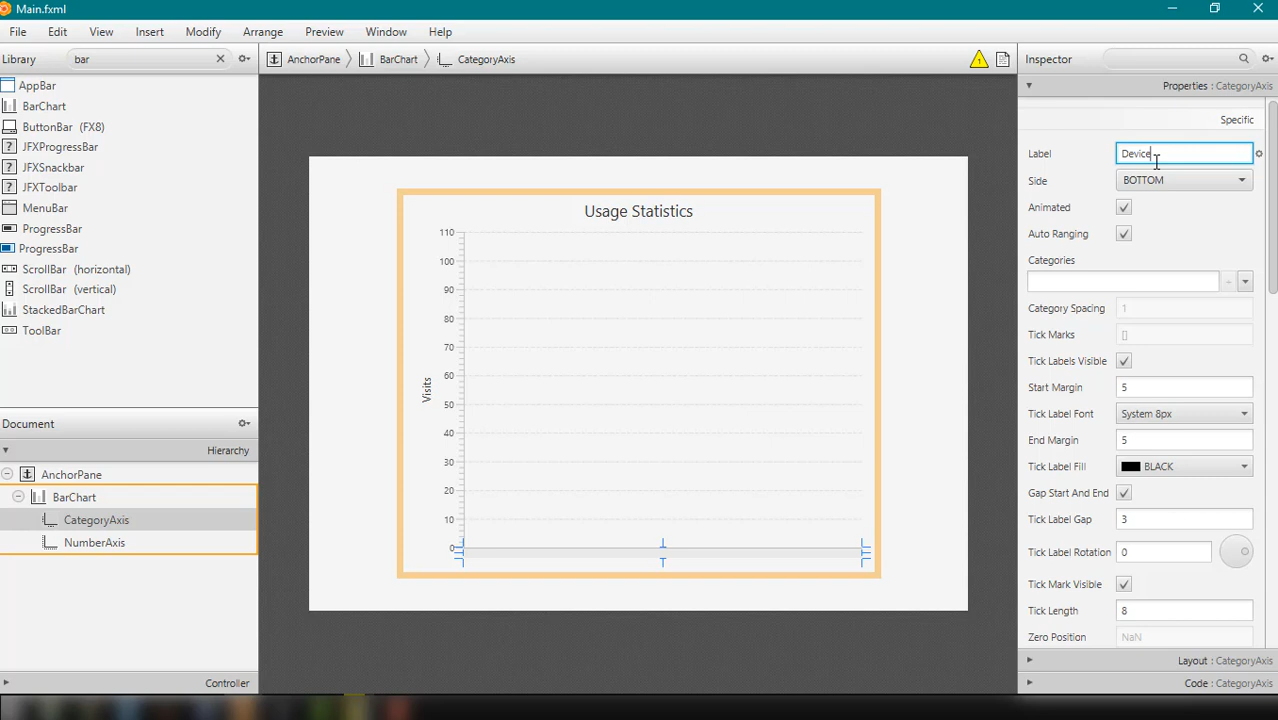 Main.fxml
File Edit View Insert Modify Arrange Preview Window Help
Library bar
AppBar
BarChart
ButtonBar (FX8)
JFXProgressBar
JFXSnackbar
JFXToolbar
MenuBar
ProgressBar
ProgressBar
ScrollBar (horizontal)
ScrollBar (vertical)
StackedBarChart
ToolBar
Document
Hierarchy
AnchorPane
BarChart
CategoryAxis
NumberAxis
Controller
AnchorPane BarChart CategoryAxis
1
Usage Statistics
110
100
90
80
70
60
50
40
30
20
10
0
Visits
Inspector
Properties : CategoryAxis
Specific
Label Device
Side BOTTOM
Animated
Auto Ranging
Categories
Category Spacing 1
Tick Marks []
Tick Labels Visible
Start Margin 5
Tick Label Font System 8px
End Margin 5
Tick Label Fill BLACK
Gap Start And End
Tick Label Gap 3
Tick Label Rotation 0
Tick Mark Visible
Tick Length 8
Zero Position NaN
Layout : CategoryAxis
Code : CategoryAxis